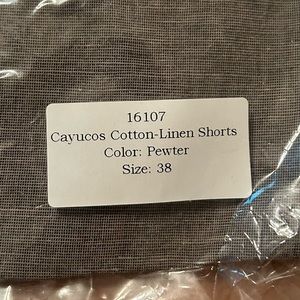 16107
Cayucos Cotton-Linen Shorts
Color: Pewter
Size: 38